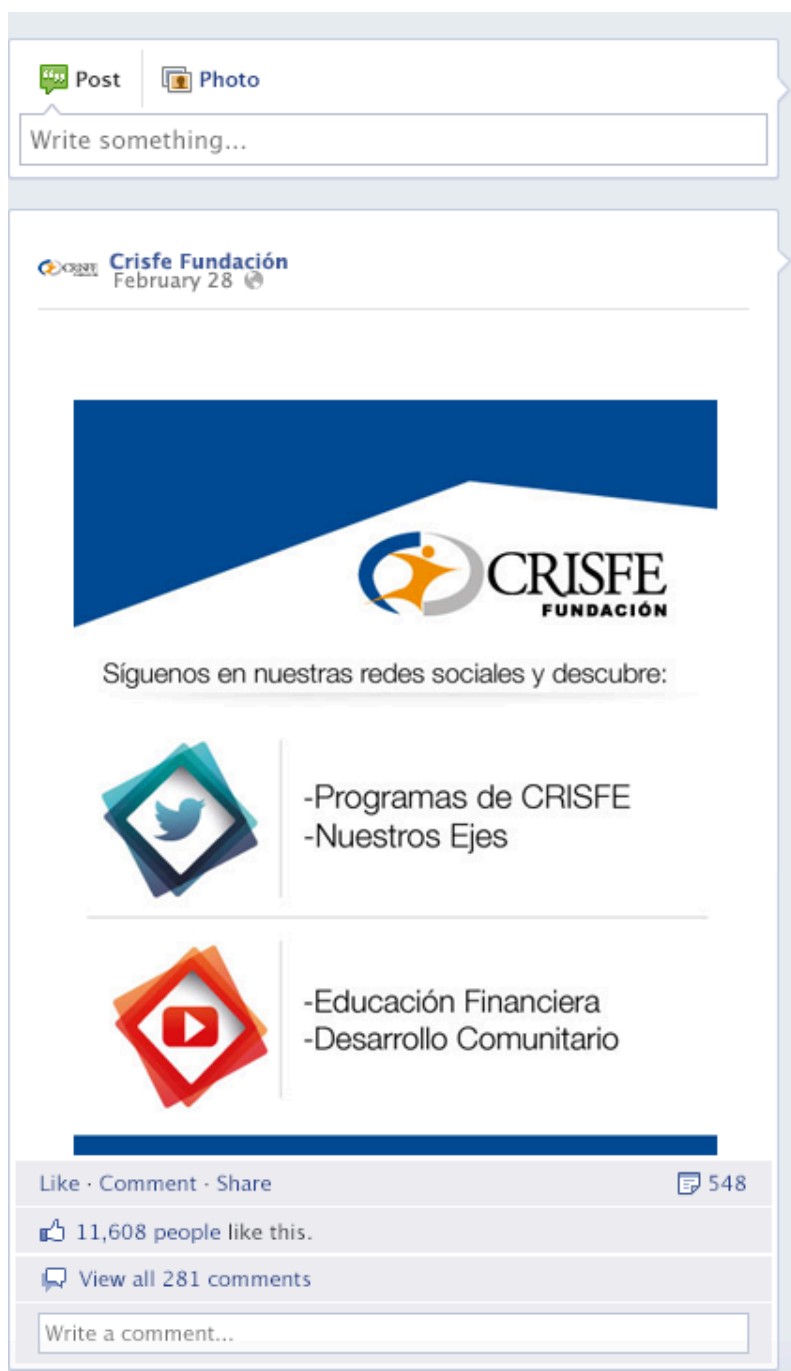 Post Photo
Write something...
CRISFE Crisfe Fundación
February 28
CRISFE
FUNDACIÓN
Síguenos en nuestras redes sociales y descubre:
-Programas de CRISFE
-Nuestros Ejes
-Educación Financiera
-Desarrollo Comunitario
Like · Comment · Share 548
11,608 people like this.
View all 281 comments
Write a comment...